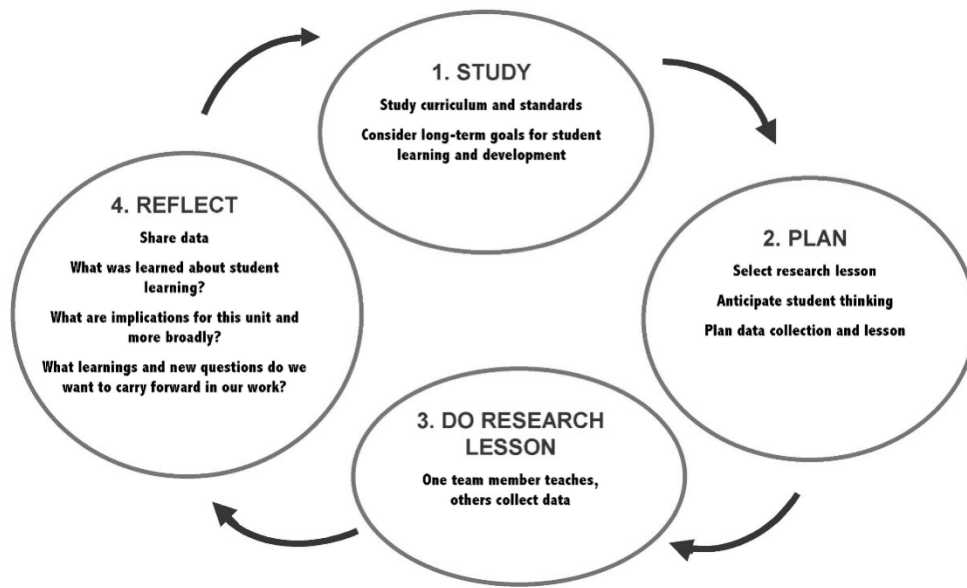 1. STUDY
Study curriculum and standards
Consider long-term goals for student
learning and development
2. PLAN
Select research lesson
Anticipate student thinking
Plan data collection and lesson
3. DO RESEARCH
LESSON
One team member teaches,
others collect data
4. REFLECT
Share data
What was learned about student
learning?
What are implications for this unit and
more broadly?
What learnings and new questions do we
want to carry forward in our work?